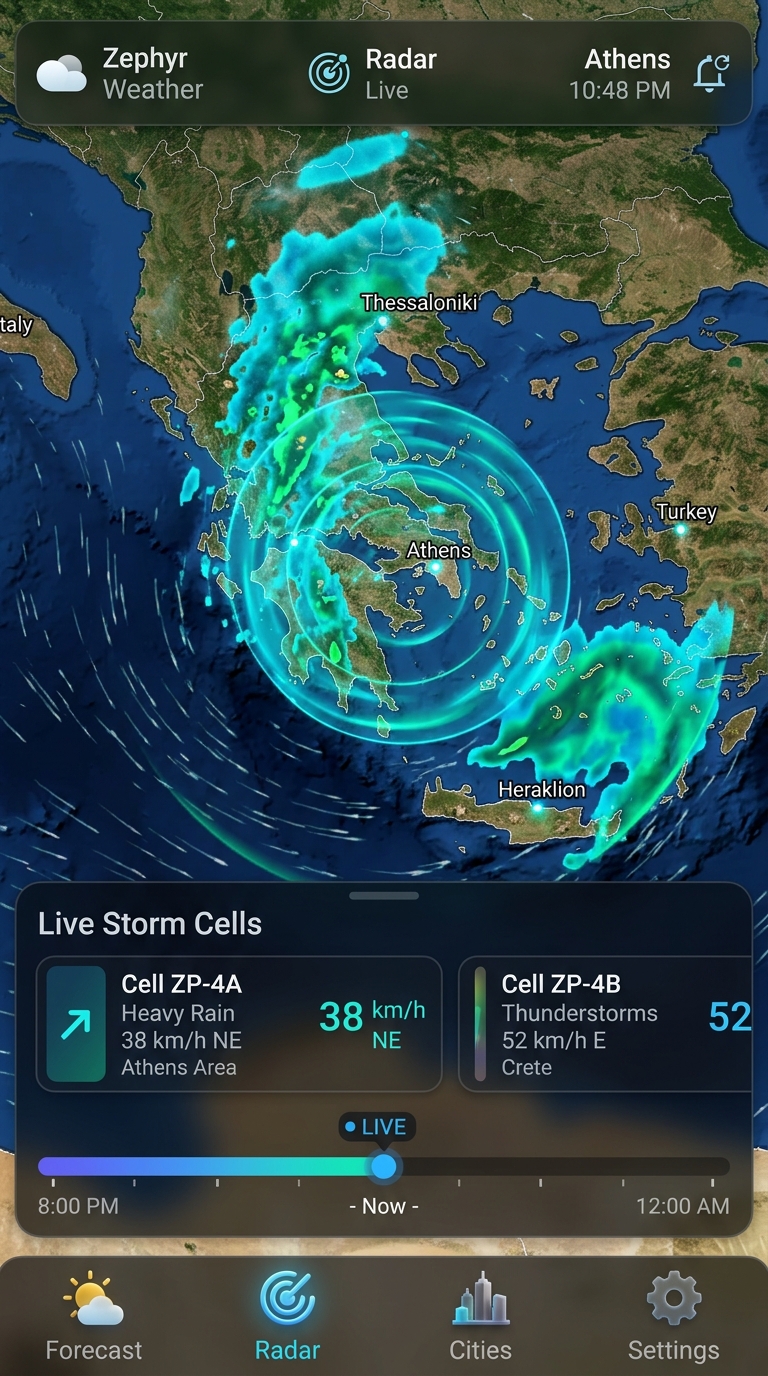 Zephyr
Weather
Radar
Live
Athens
10:48 PM
Thessaloniki
taly
Turkey
Athens
Heraklion
Live Storm Cells
Cell ZP-4A
Heavy Rain
38 km/h NE
Athens Area
38 km/h
NE
Cell ZP-4B
Thunderstorms
52 km/h E
Crete
52
LIVE
8:00 PM
- Now -
12:00 AM
Forecast
Radar
Cities
Settings